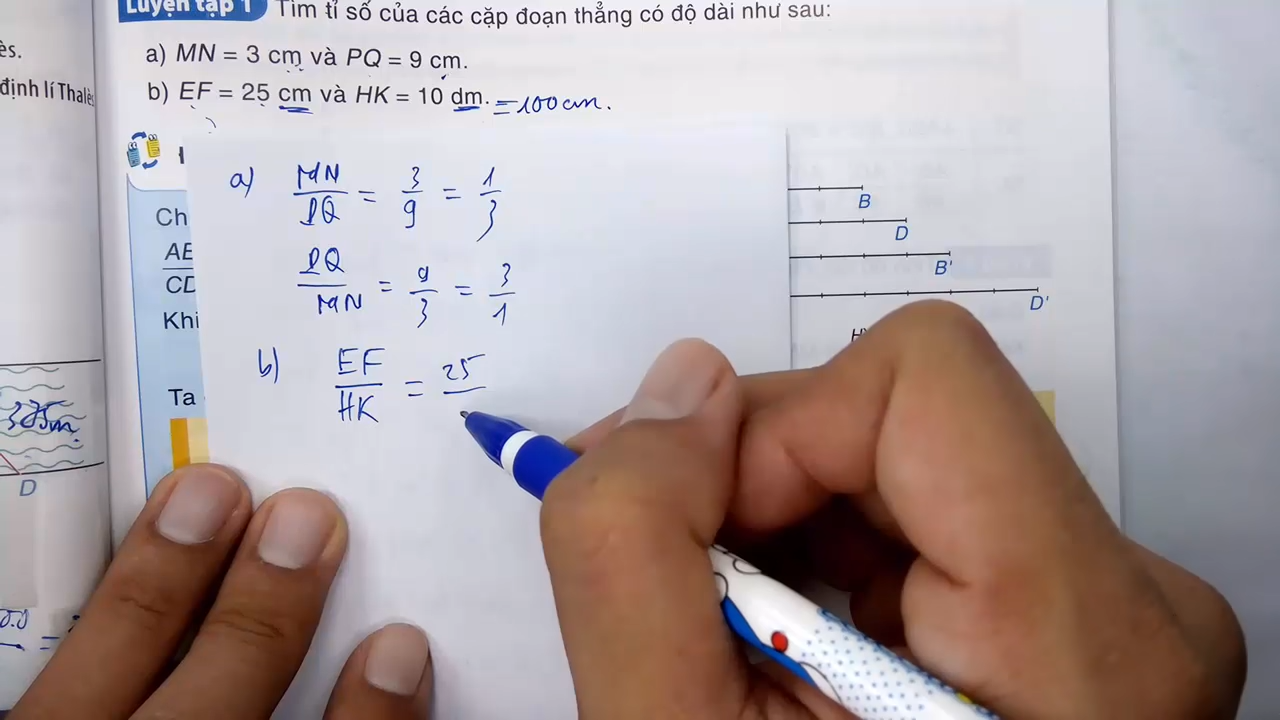 Luyện tập 1 Tìm tỉ số của các cặp đoạn thẳng có độ dài như sau:
a) MN = 3 cm và PQ = 9 cm.
b) EF = 25 cm và HK = 10 dm. = 100 cm.
ès.
định lí Thalès
a) MN/PQ = 3/9 = 1/3
PQ/MN = 9/3 = 3/1
b) EF/HK = 25
Ch
AB
CD
Khi
Ta
B
D
B'
D'
D